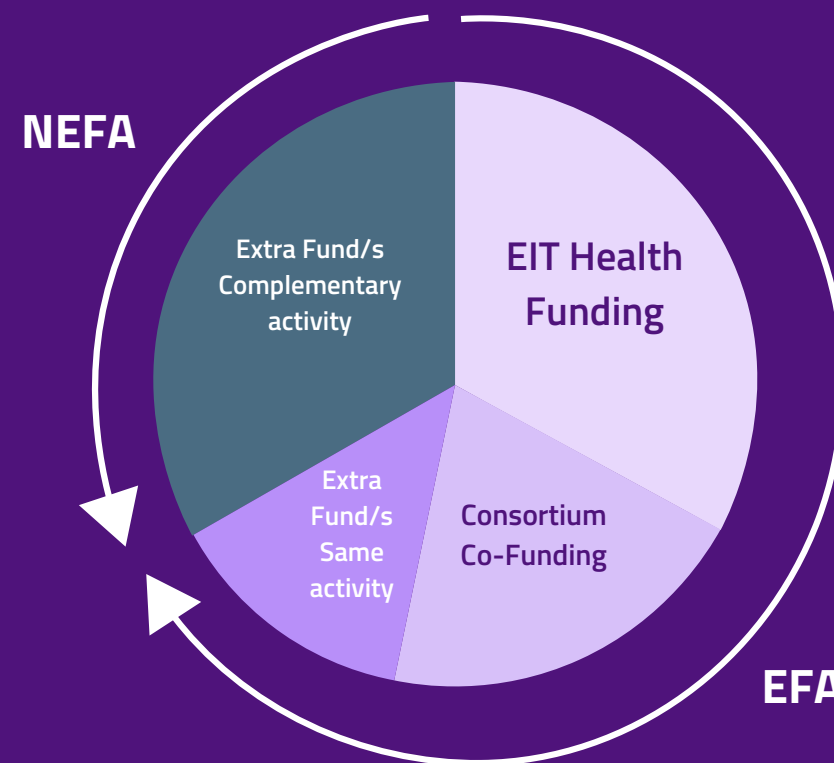 NEFA
Extra Fund/s
Complementary
activity
EIT Health
Funding
Extra
Fund/s
Same
activity
Consortium
Co-Funding
EFA